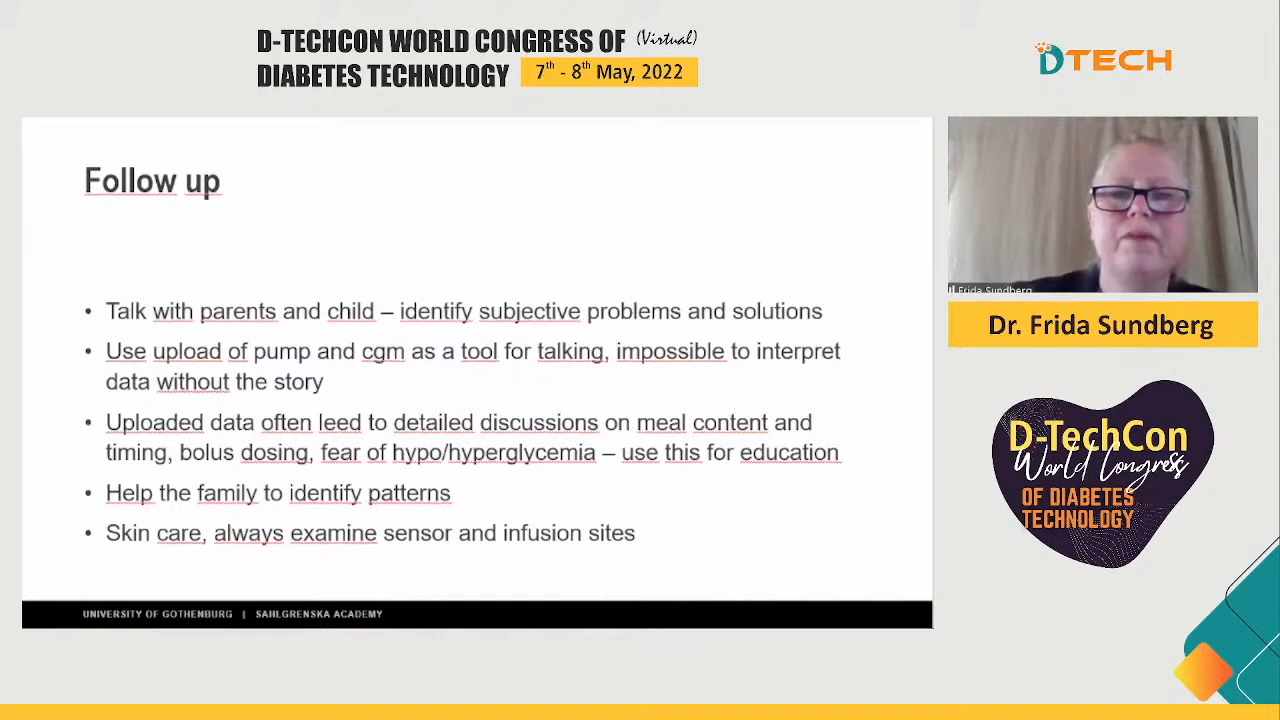 D-TECHCON WORLD CONGRESS OF (Virtual)
DIABETES TECHNOLOGY 7th - 8th May, 2022
DTECH
Follow up
• Talk with parents and child – identify subjective problems and solutions
• Use upload of pump and cgm as a tool for talking, impossible to interpret
data without the story
• Uploaded data often leed to detailed discussions on meal content and
timing, bolus dosing, fear of hypo/hyperglycemia – use this for education
• Help the family to identify patterns
• Skin care, always examine sensor and infusion sites
UNIVERSITY OF GOTHENBURG | SAHLGRENSKA ACADEMY
Frida Sundberg
Dr. Frida Sundberg
D-TechCon
World Congress
OF DIABETES
TECHNOLOGY